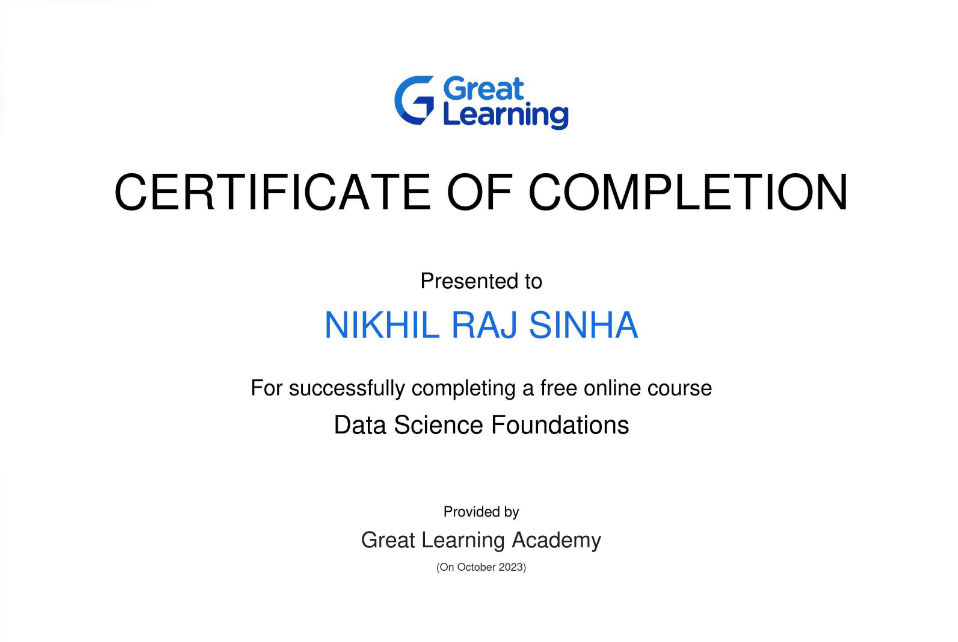 Great
Learning
CERTIFICATE OF COMPLETION
Presented to
NIKHIL RAJ SINHA
For successfully completing a free online course
Data Science Foundations
Provided by
Great Learning Academy
(On October 2023)